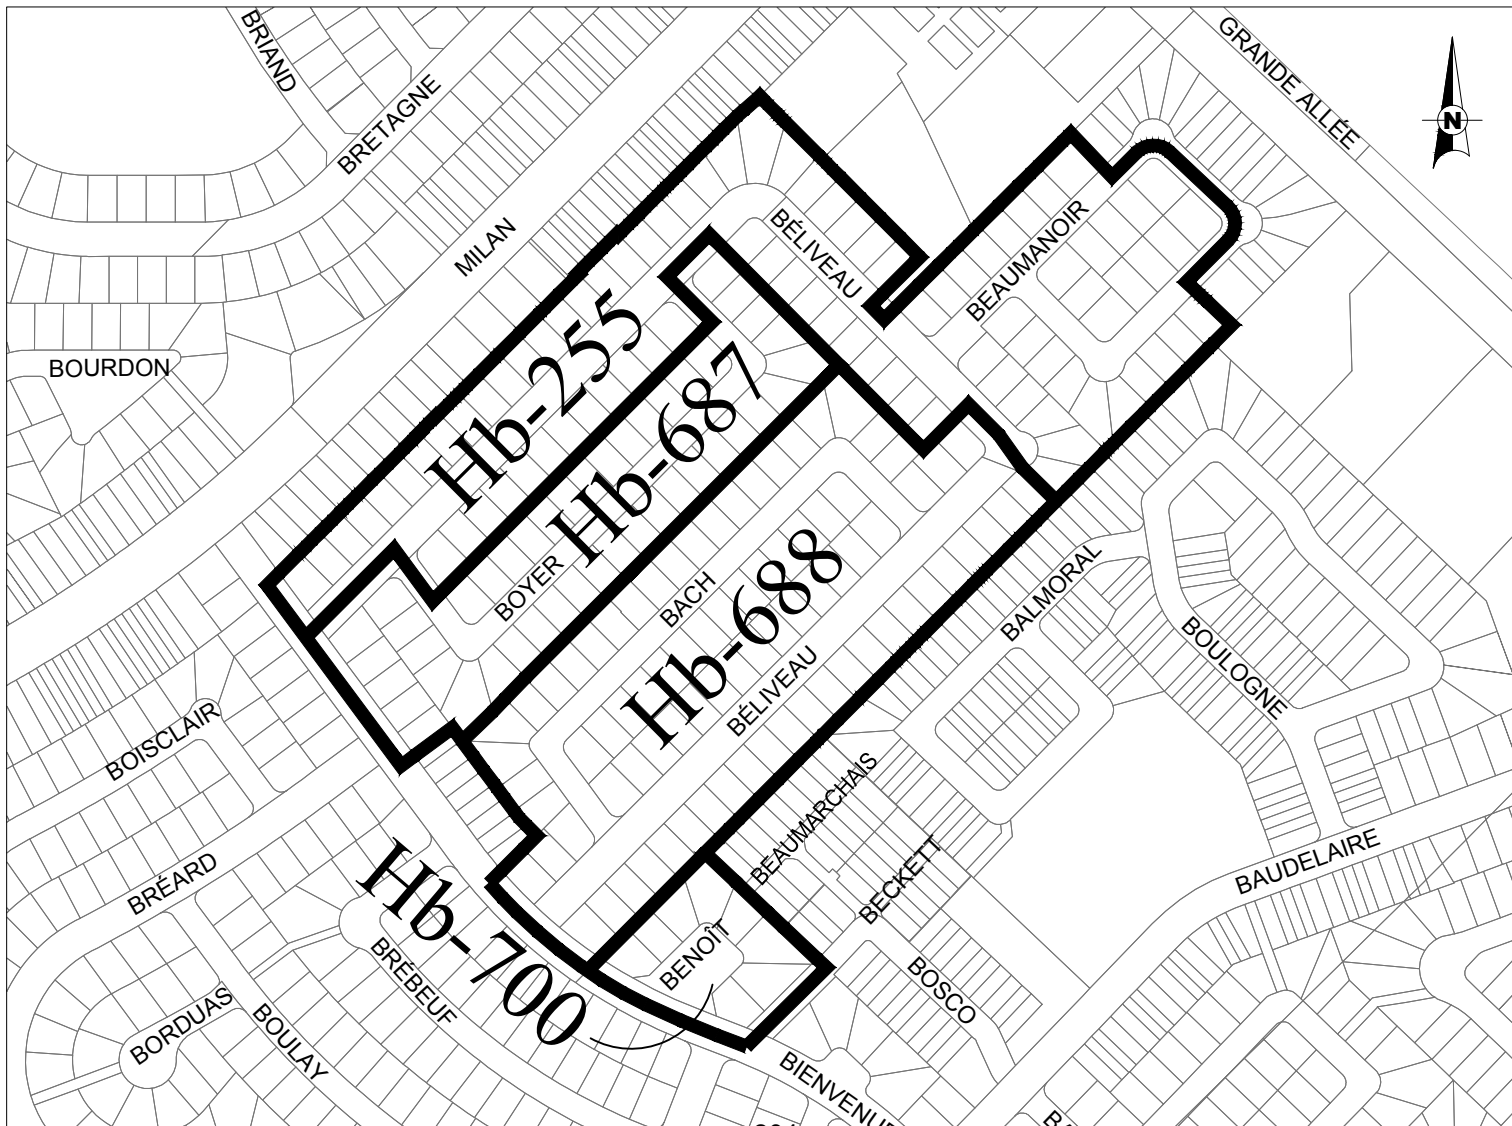 BRIAND
BRETAGNE
GRANDE ALLÉE
N
MILAN
BÉLIVEAU
BEAUMANOIR
BOURDON
Hb-255
Hb-687
BOYER
BACH
Hb-688
BÉLIVEAU
BALMORAL
BOULOGNE
BOISCLAIR
BRÉARD
Hb-700
BEAUMARCHAIS
BECKETT
BAUDELAIRE
BENOÎT
BRÉBEUF
BOSCO
BORDUAS
BOULAY